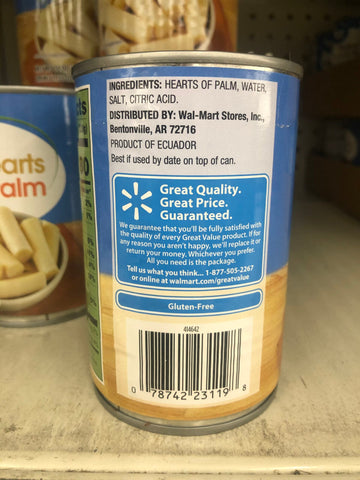 INGREDIENTS: HEARTS OF PALM, WATER,
SALT, CITRIC ACID.
DISTRIBUTED BY: Wal-Mart Stores, Inc.,
Bentonville, AR 72716
PRODUCT OF ECUADOR
Best if used by date on top of can.
Great Quality.
Great Price.
Guaranteed.
We guarantee that you'll be fully satisfied with
the quality of every Great Value product. If for
any reason you aren't happy, we'll replace it or
return your money. Whichever you prefer.
All you need is the package.
Tell us what you think... 1-877-505-2267
or online at walmart.com/greatvalue
Gluten-Free
414642
0 78742 23119 8
earts
palm